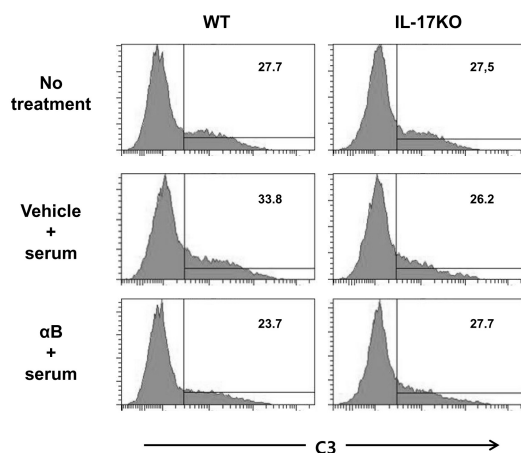 WT IL-17KO
No
treatment
27.7 27,5
Vehicle
+
serum
33.8 26.2
αB
+
serum
23.7 27.7
C3